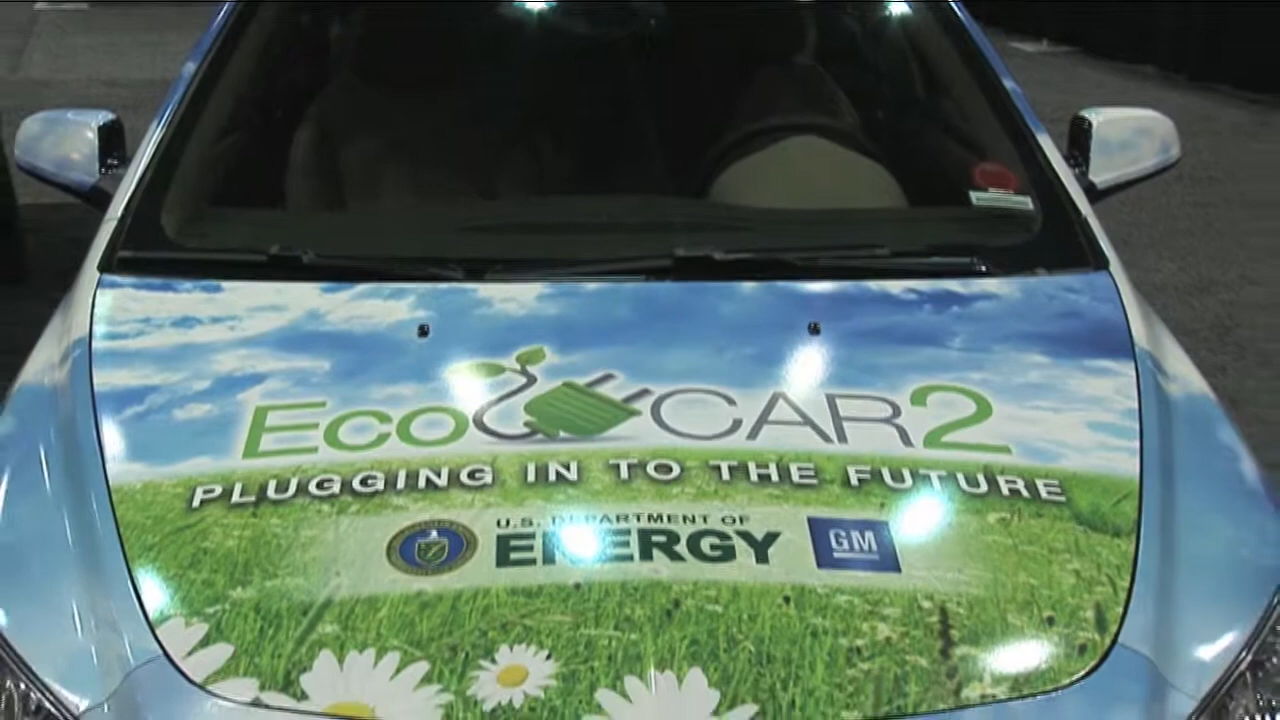 EcoCAR2
PLUGGING IN TO THE FUTURE
U.S. DEPARTMENT OF
ENERGY
GM